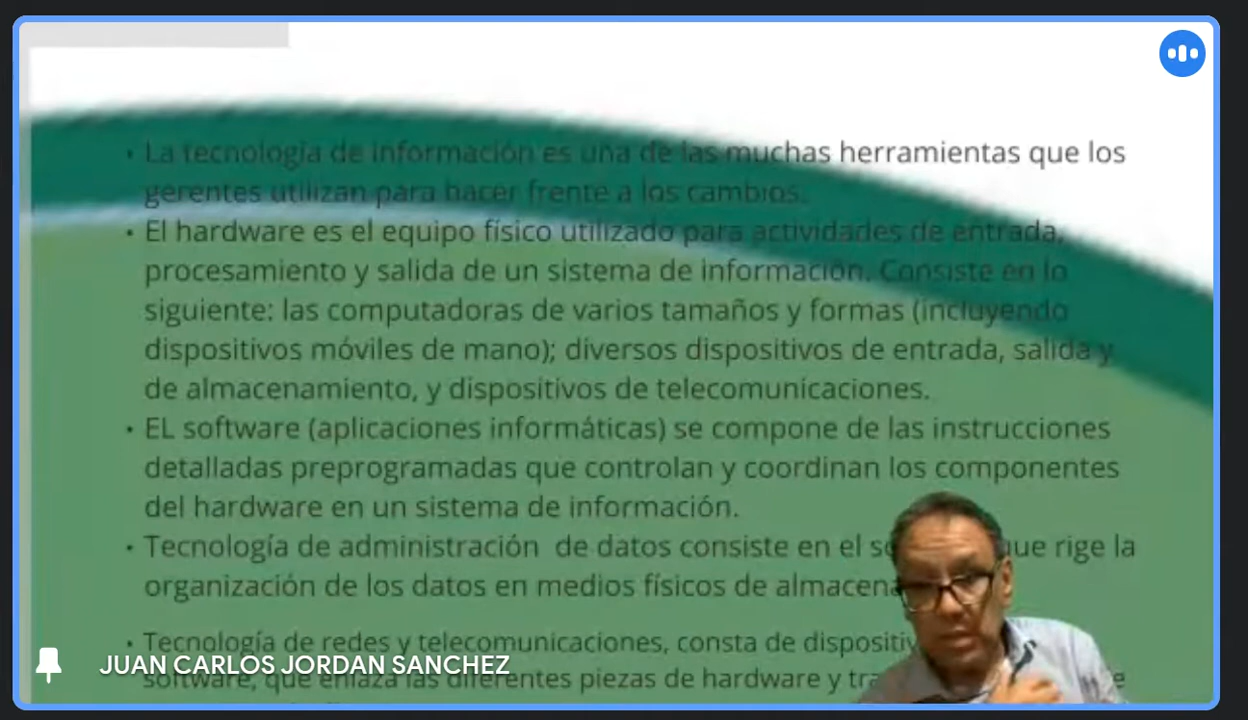 • La tecnología de información es una de las muchas herramientas que los
gerentes utilizan para hacer frente a los cambios.
• El hardware es el equipo físico utilizado para actividades de entrada,
procesamiento y salida de un sistema de información. Consiste en lo
siguiente: las computadoras de varios tamaños y formas (incluyendo
dispositivos móviles de mano); diversos dispositivos de entrada, salida y
de almacenamiento, y dispositivos de telecomunicaciones.
• EL software (aplicaciones informáticas) se compone de las instrucciones
detalladas preprogramadas que controlan y coordinan los componentes
del hardware en un sistema de información.
• Tecnología de administración de datos consiste en el rige la
organización de los datos en medios físicos de
• Tecnología de redes y telecomunicaciones, consta de
JUAN CARLOS JORDAN SANCHEZ
software, que enlaza las diferentes piezas de hardware y